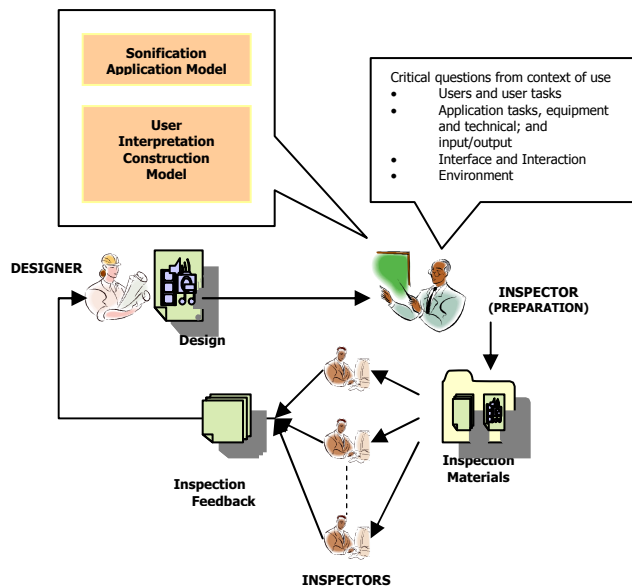 Sonification
Application Model
User
Interpretation
Construction
Model
Critical questions from context of use
• Users and user tasks
• Application tasks, equipment
and technical; and
input/output
• Interface and Interaction
• Environment
DESIGNER
Design
INSPECTOR
(PREPARATION)
Inspection
Feedback
Inspection
Materials
INSPECTORS